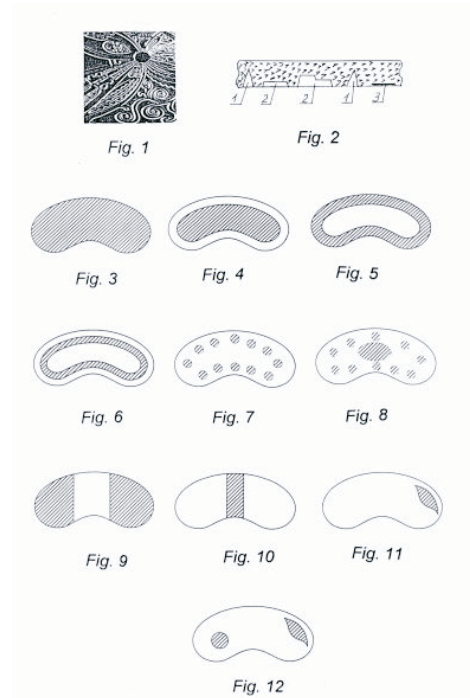 1 2 2 1 3
Fig. 1
Fig. 2
Fig. 3
Fig. 4
Fig. 5
Fig. 6
Fig. 7
Fig. 8
Fig. 9
Fig. 10
Fig. 11
Fig. 12